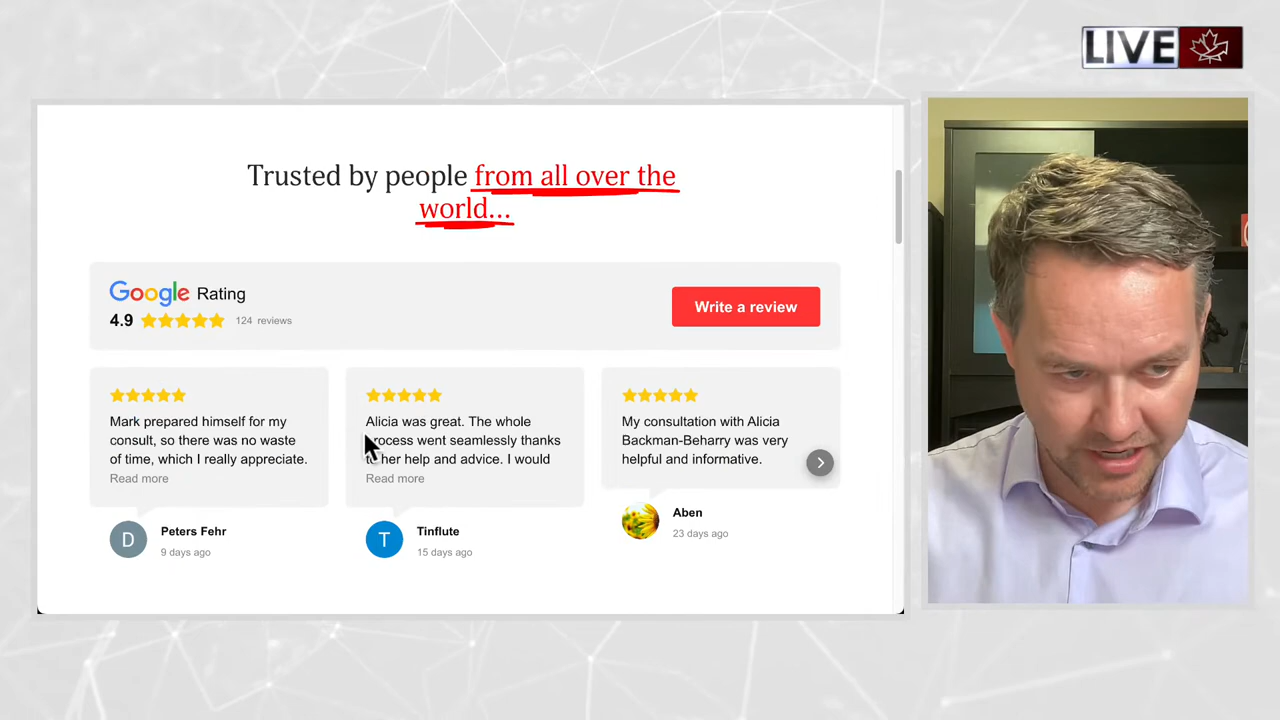 LIVE
Trusted by people from all over the
world...
Google Rating
4.9 124 reviews
Write a review
Mark prepared himself for my
consult, so there was no waste
of time, which I really appreciate.
Read more
D
Peters Fehr
9 days ago
Alicia was great. The whole
process went seamlessly thanks
to her help and advice. I would
Read more
T
Tinflute
15 days ago
My consultation with Alicia
Backman-Beharry was very
helpful and informative.
Aben
23 days ago